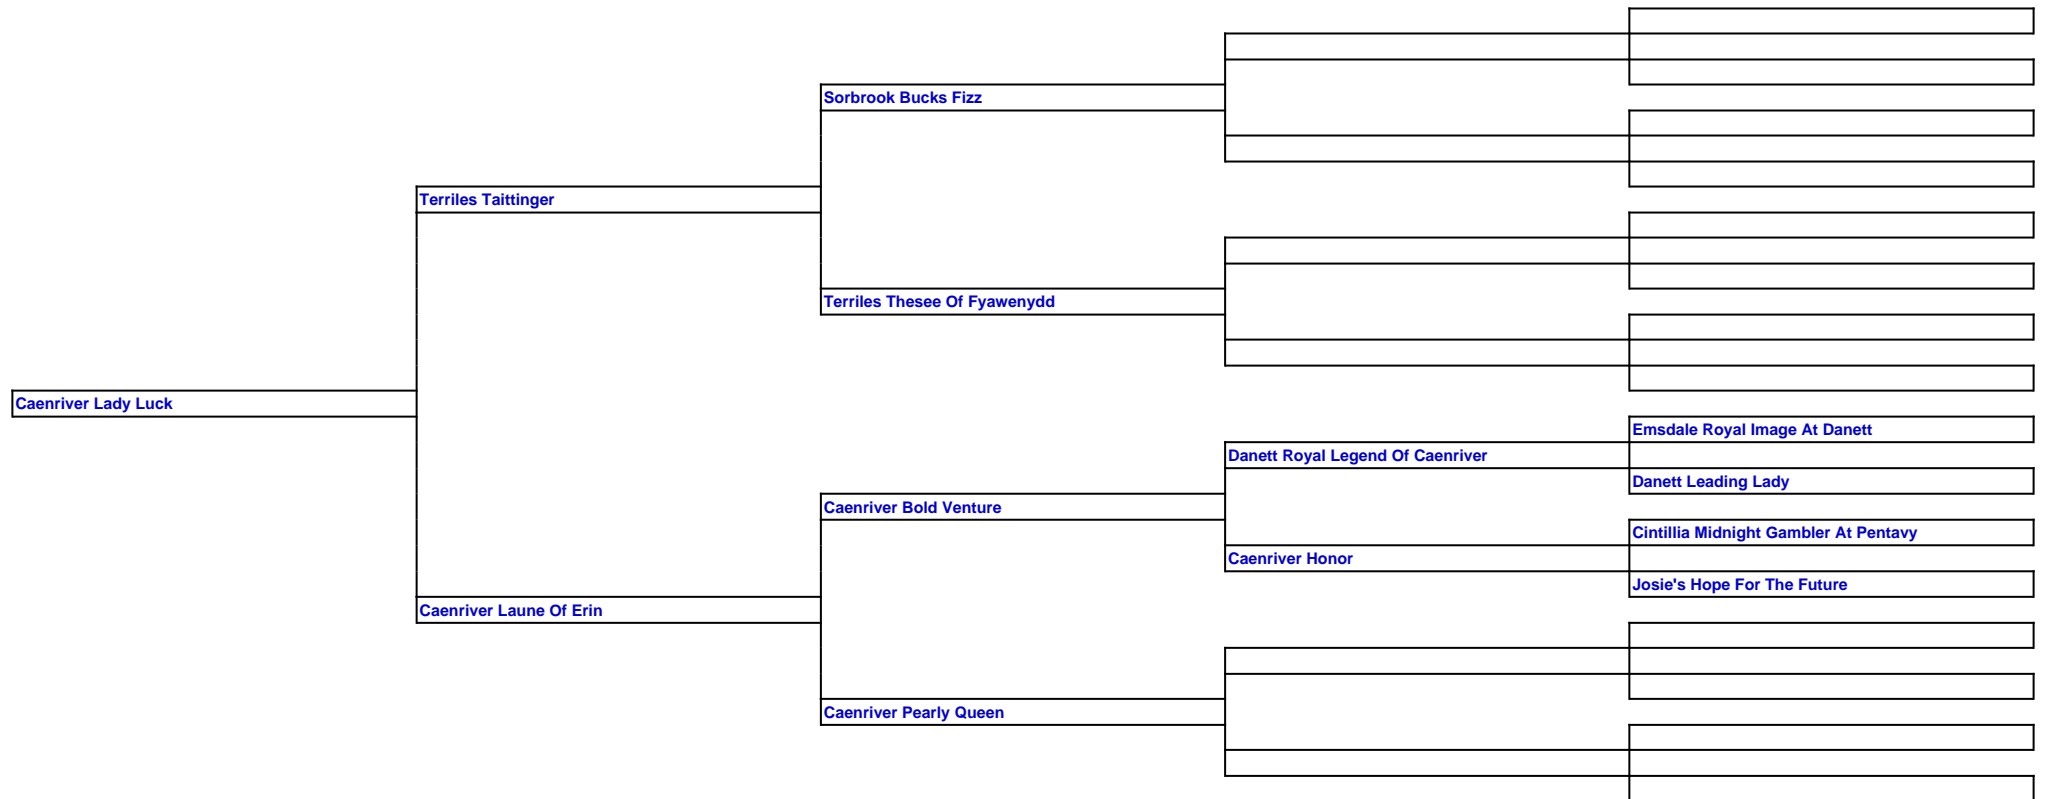 Sorbrook Bucks Fizz
Terriles Taittinger
Terriles Thesee Of Fyawenydd
Caenriver Lady Luck
Emsdale Royal Image At Danett
Danett Royal Legend Of Caenriver
Danett Leading Lady
Caenriver Bold Venture
Cintillia Midnight Gambler At Pentavy
Caenriver Honor
Josie's Hope For The Future
Caenriver Laune Of Erin
Caenriver Pearly Queen